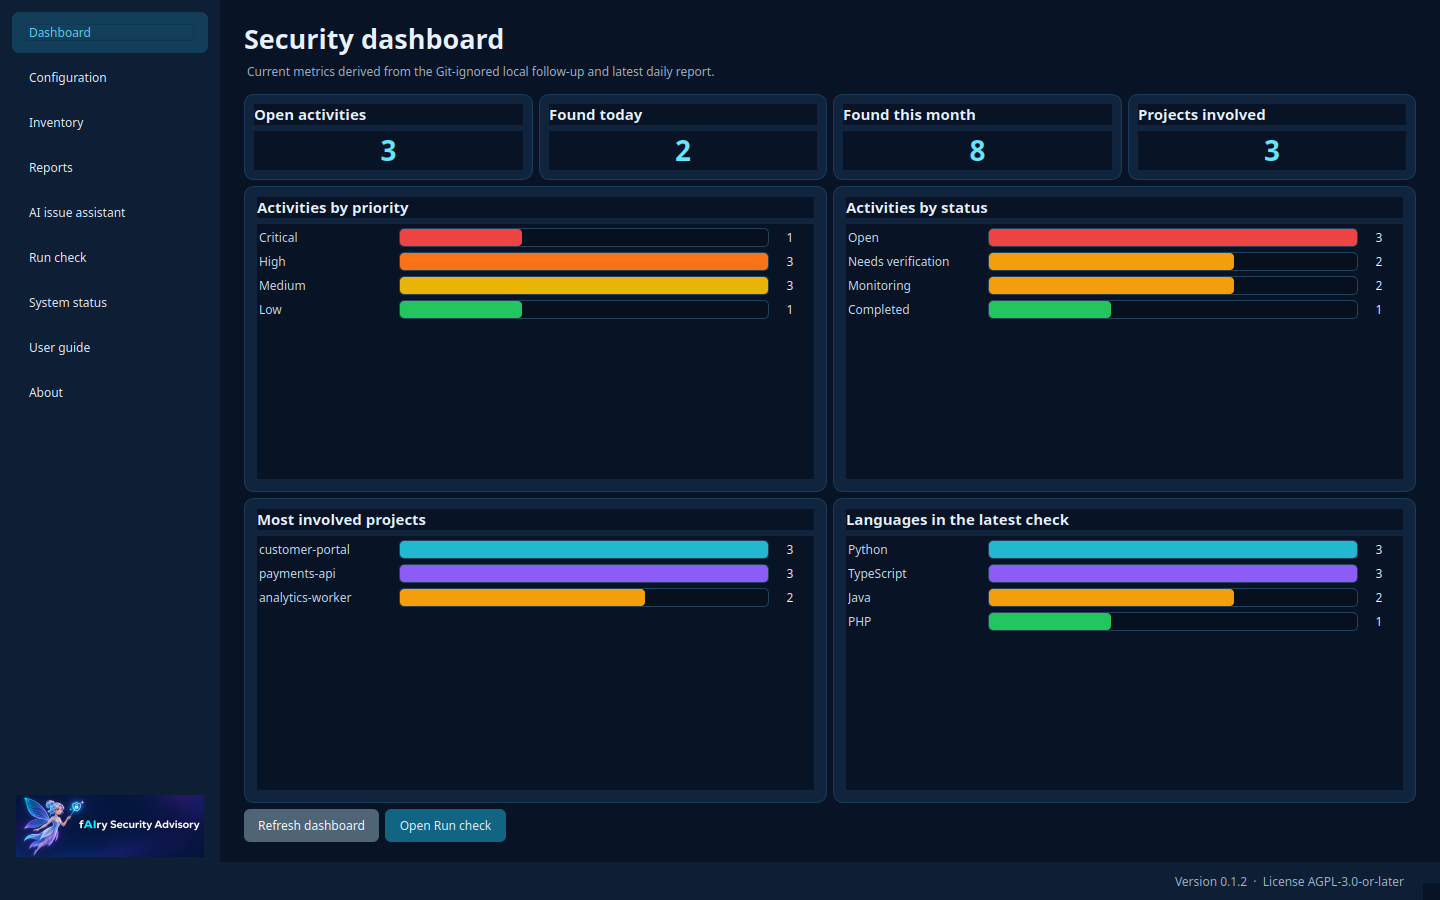 Dashboard
Configuration
Inventory
Reports
AI issue assistant
Run check
System status
User guide
About
fAIry Security Advisory
Security dashboard
Current metrics derived from the Git-ignored local follow-up and latest daily report.
Open activities
3
Found today
2
Found this month
8
Projects involved
3
Activities by priority
Critical 1
High 3
Medium 3
Low 1
Activities by status
Open 3
Needs verification 2
Monitoring 2
Completed 1
Most involved projects
customer-portal 3
payments-api 3
analytics-worker 2
Languages in the latest check
Python 3
TypeScript 3
Java 2
PHP 1
Refresh dashboard
Open Run check
Version 0.1.2 · License AGPL-3.0-or-later